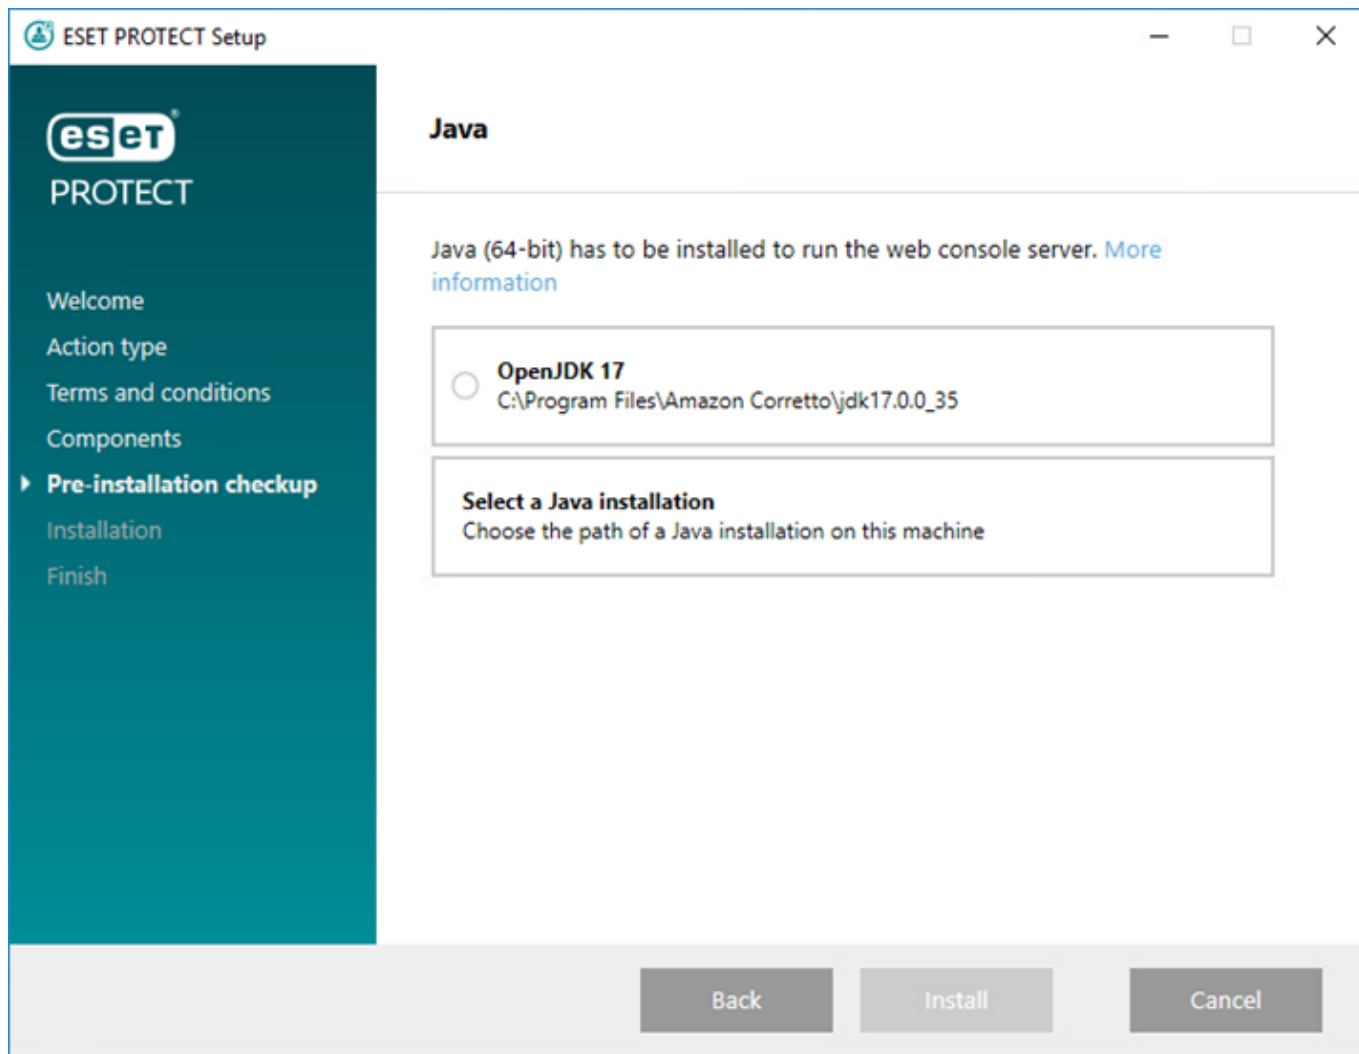 ESET PROTECT Setup
eset®
PROTECT
Welcome
Action type
Terms and conditions
Components
Pre-installation checkup
Installation
Finish
Java
Java (64-bit) has to be installed to run the web console server. More
information
OpenJDK 17
C:\Program Files\Amazon Corretto\jdk17.0.0_35
Select a Java installation
Choose the path of a Java installation on this machine
Back
Install
Cancel